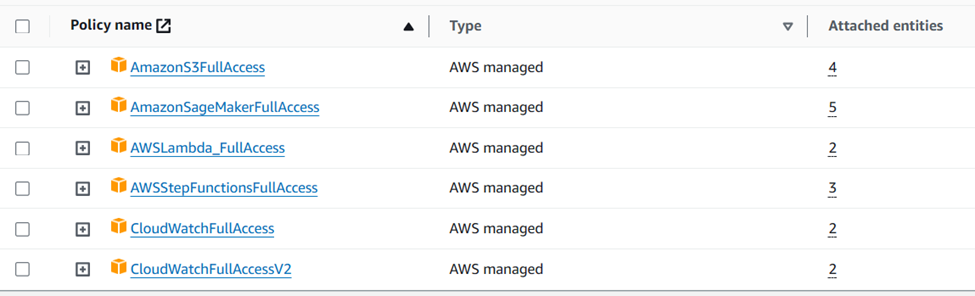 Policy name Type Attached entities
AmazonS3FullAccess AWS managed 4
AmazonSageMakerFullAccess AWS managed 5
AWSLambda_FullAccess AWS managed 2
AWSStepFunctionsFullAccess AWS managed 3
CloudWatchFullAccess AWS managed 2
CloudWatchFullAccessV2 AWS managed 2